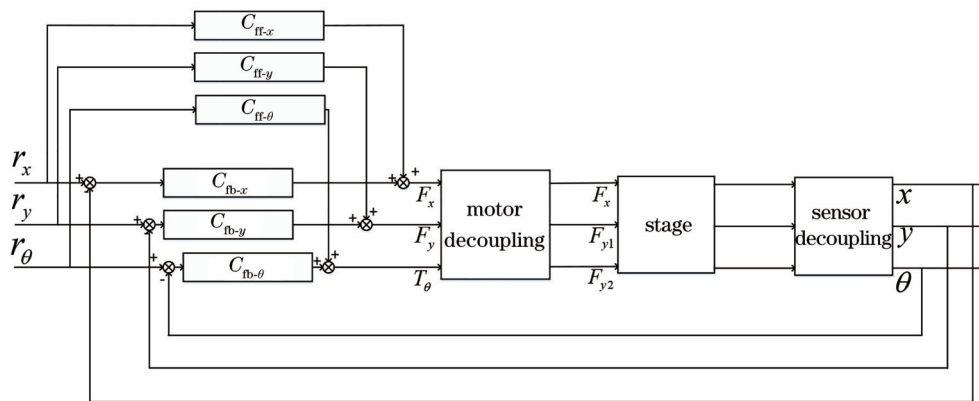 C_ff-x
C_ff-y
C_ff-θ
r_x
+
-
C_fb-x
+
+
F_x
F_x
x
r_y
+
-
C_fb-y
+
+
F_y
motor
decoupling
F_y1
stage
sensor
decoupling
y
r_θ
+
-
C_fb-θ
+
+
T_θ
F_y2
θ